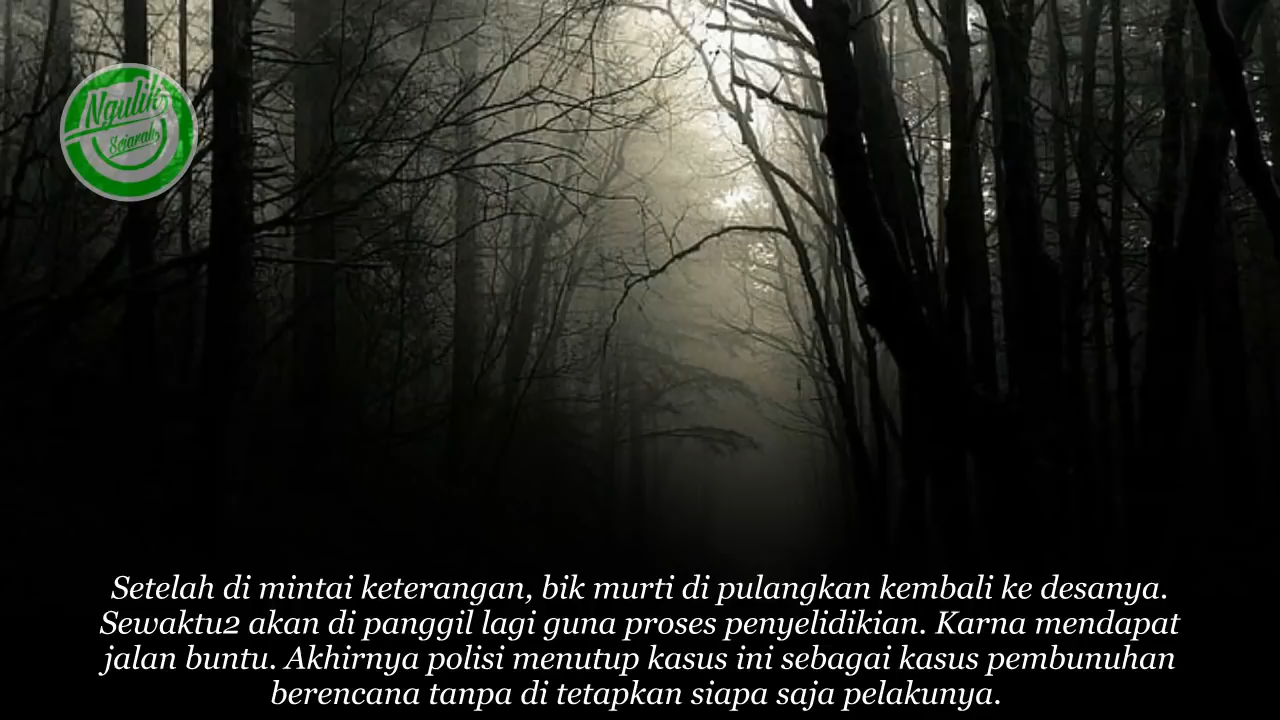 Ngulik
Sejarah
Setelah di mintai keterangan, bik murti di pulangkan kembali ke desanya.
Sewaktu2 akan di panggil lagi guna proses penyelidikian. Karna mendapat
jalan buntu. Akhirnya polisi menutup kasus ini sebagai kasus pembunuhan
berencana tanpa di tetapkan siapa saja pelakunya.